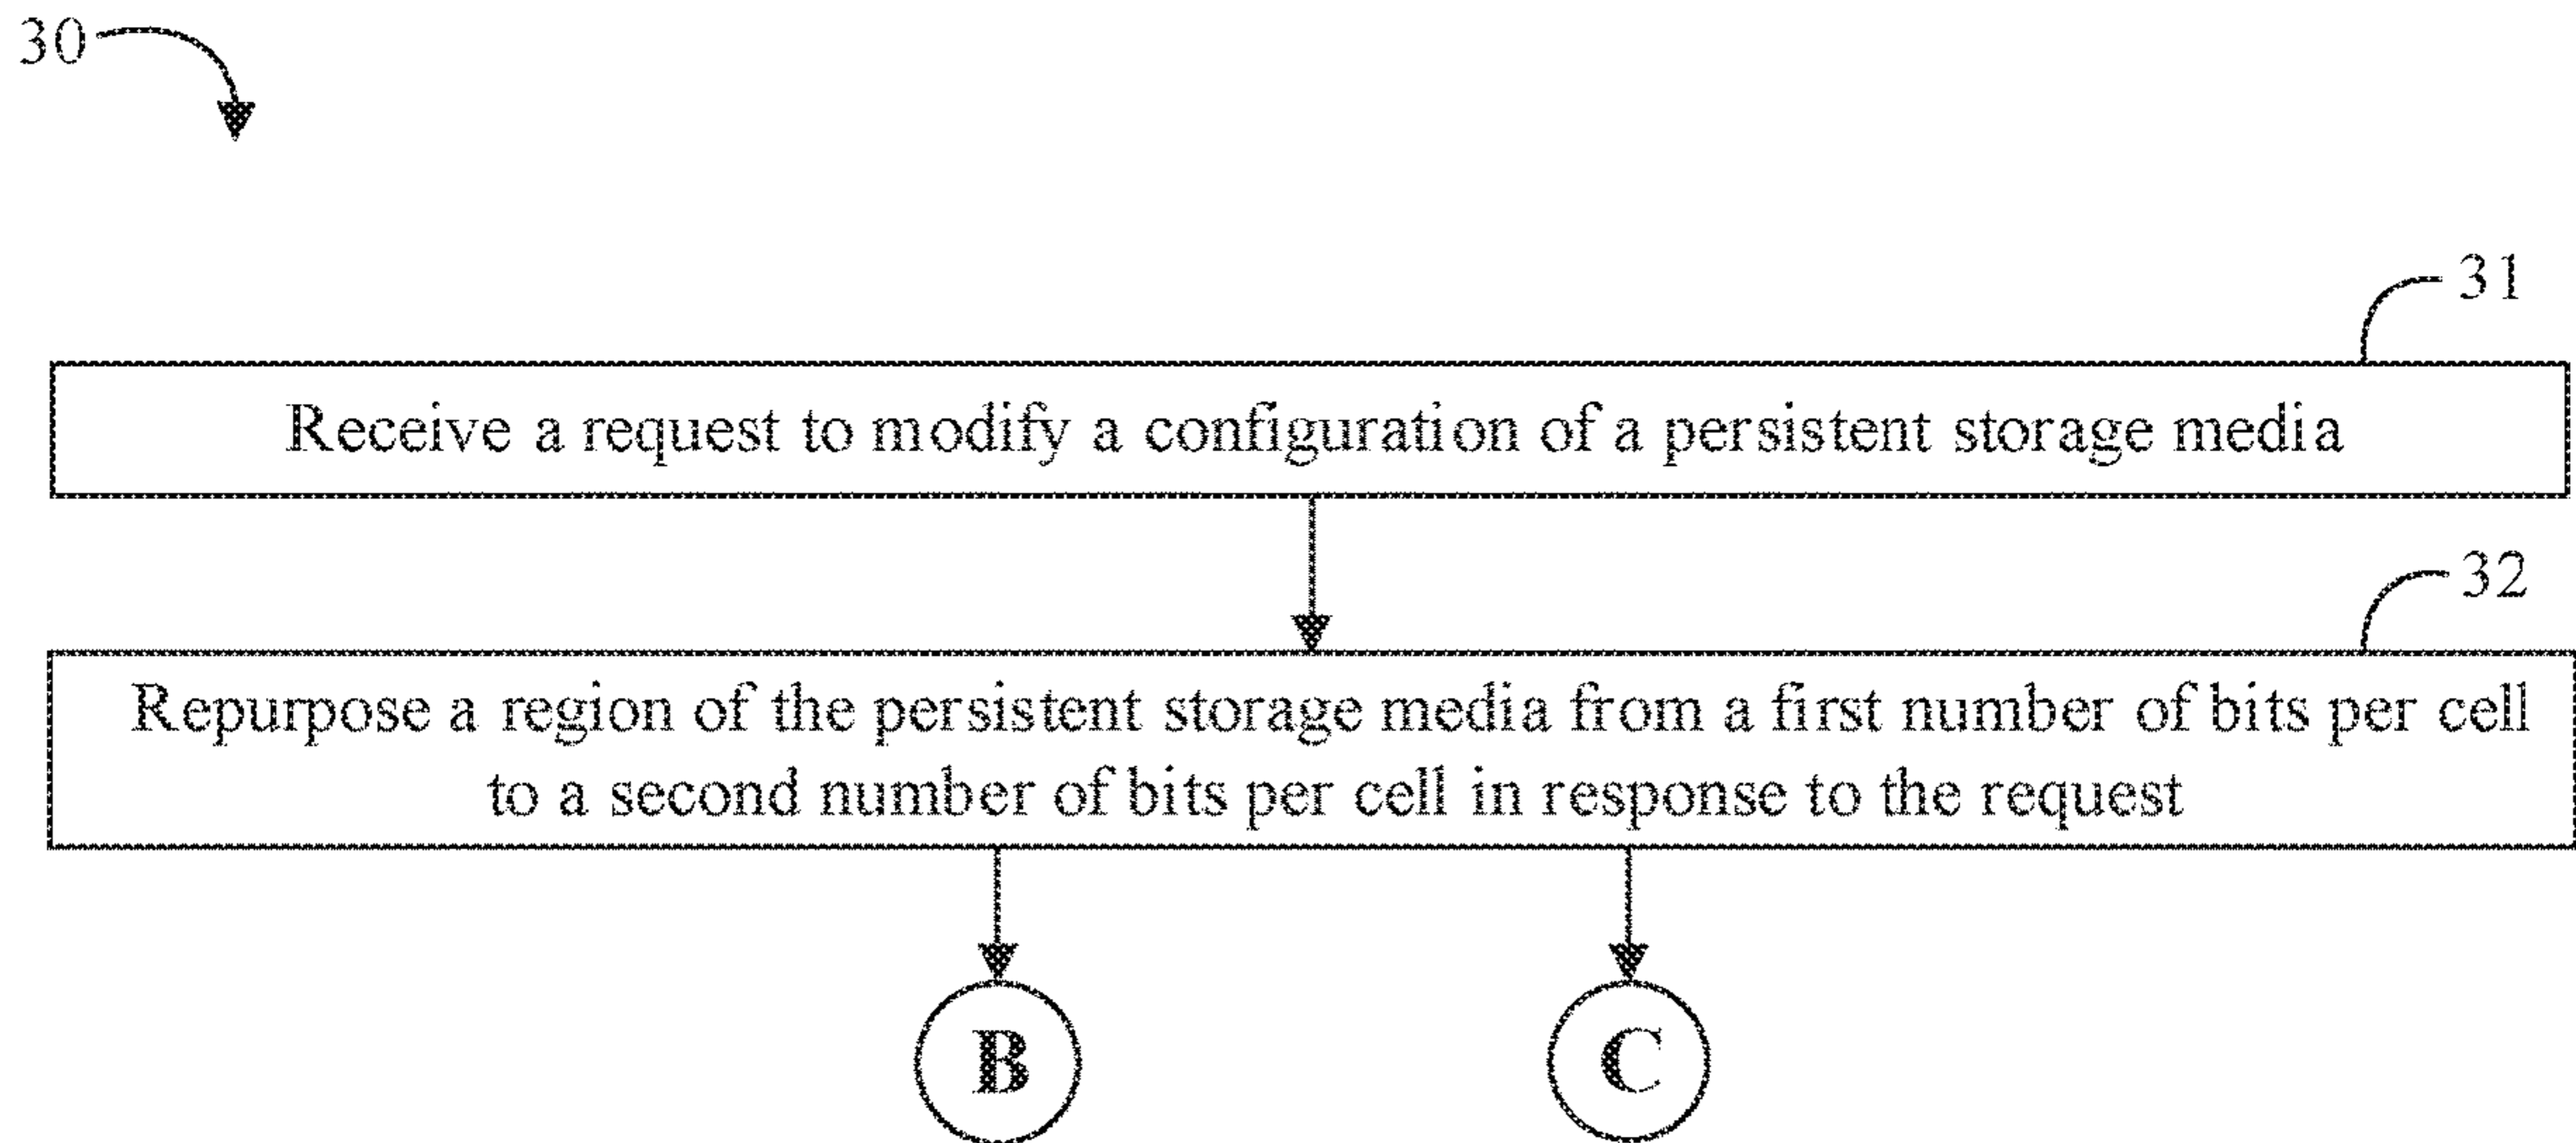 30
31
Receive a request to modify a configuration of a persistent storage media
32
Repurpose a region of the persistent storage media from a first number of bits per cell
to a second number of bits per cell in response to the request
B
C